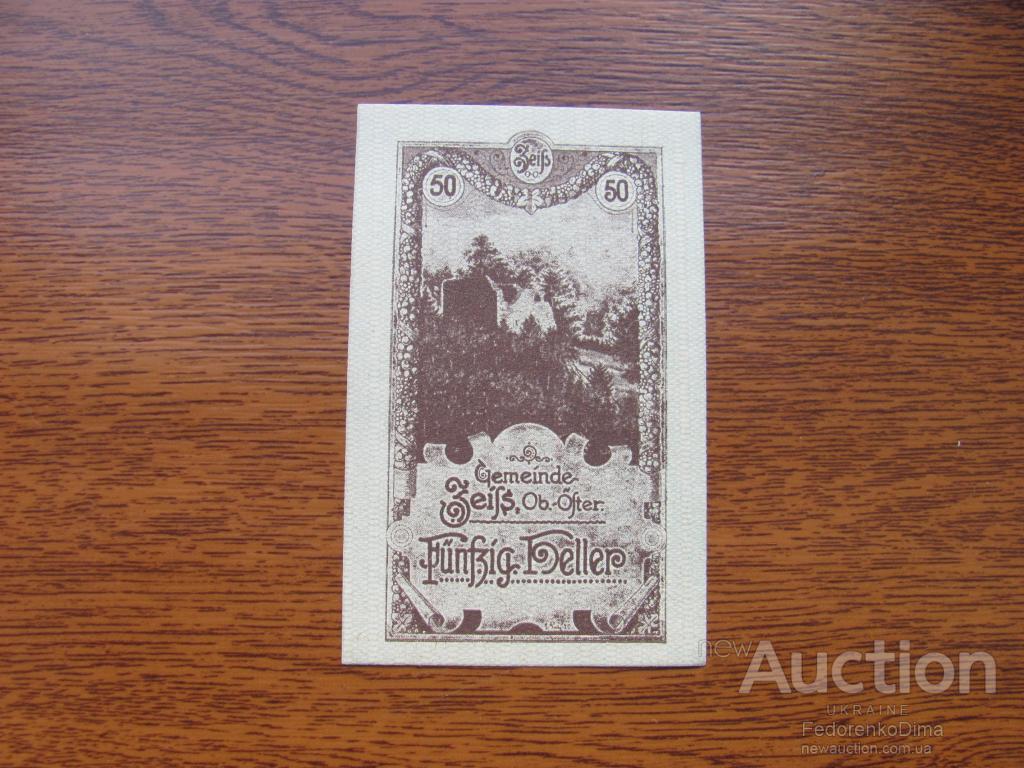 Zeiß
50 50
Gemeinde-
Zeiſs. Ob.-Öster.
Fünfzig Heller
new Auction
UKRAINE
FedorenkoDima
newauction.com.ua